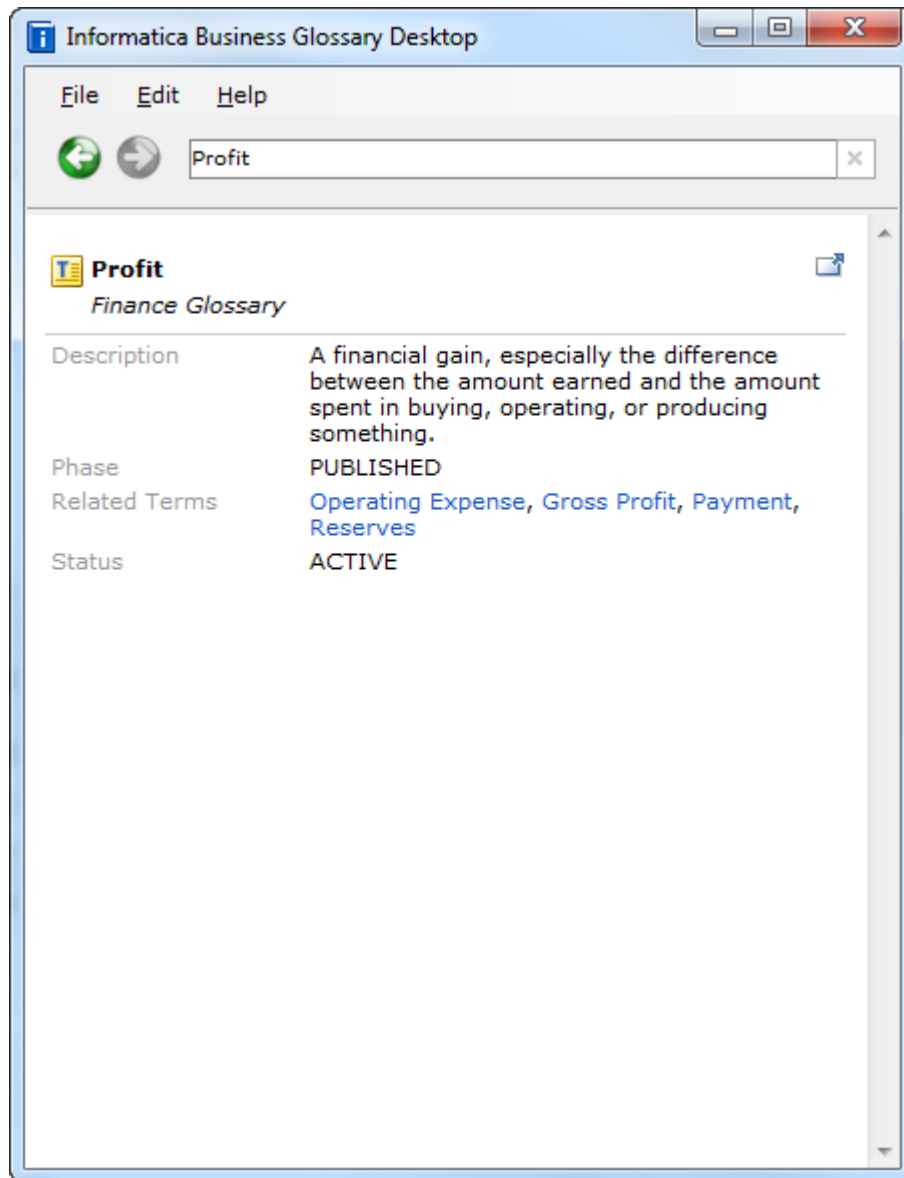 Informatica Business Glossary Desktop
File Edit Help
Profit
Profit
Finance Glossary
Description A financial gain, especially the difference
between the amount earned and the amount
spent in buying, operating, or producing
something.
Phase PUBLISHED
Related Terms Operating Expense, Gross Profit, Payment,
Reserves
Status ACTIVE